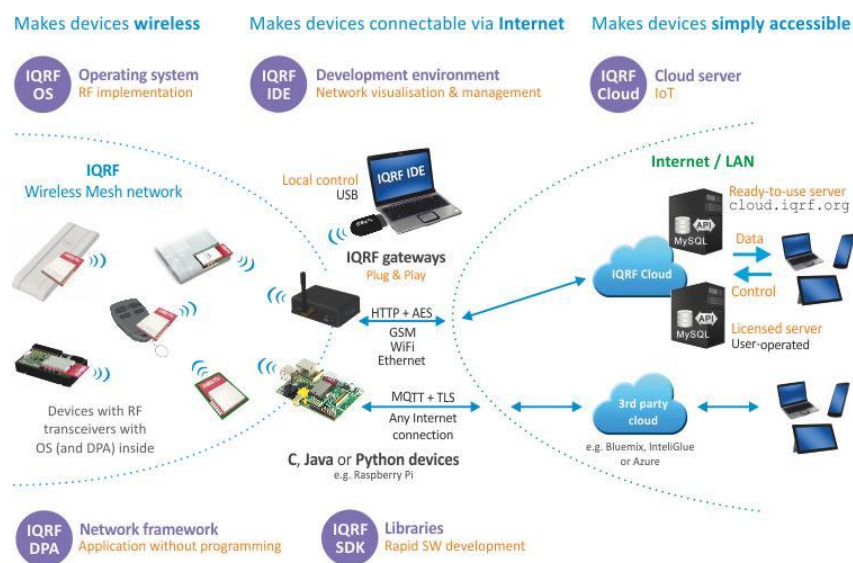 Makes devices wireless
Makes devices connectable via Internet
Makes devices simply accessible
IQRF
OS
Operating system
RF implementation
IQRF
IDE
Development environment
Network visualisation & management
IQRF
Cloud
Cloud server
IoT
IQRF
Wireless Mesh network
Local control
USB
IQRF IDE
IQRF gateways
Plug & Play
HTTP + AES
GSM
WiFi
Ethernet
MQTT + TLS
Any Internet
connection
C, Java or Python devices
e.g. Raspberry Pi
Devices with RF
transceivers with
OS (and DPA) inside
Internet / LAN
Ready-to-use server
cloud.iqrf.org
API
MySQL
Data
IQRF Cloud
Control
API
MySQL
Licensed server
User-operated
3rd party
cloud
e.g. Bluemix, InteliGlue
or Azure
IQRF
DPA
Network framework
Application without programming
IQRF
SDK
Libraries
Rapid SW development